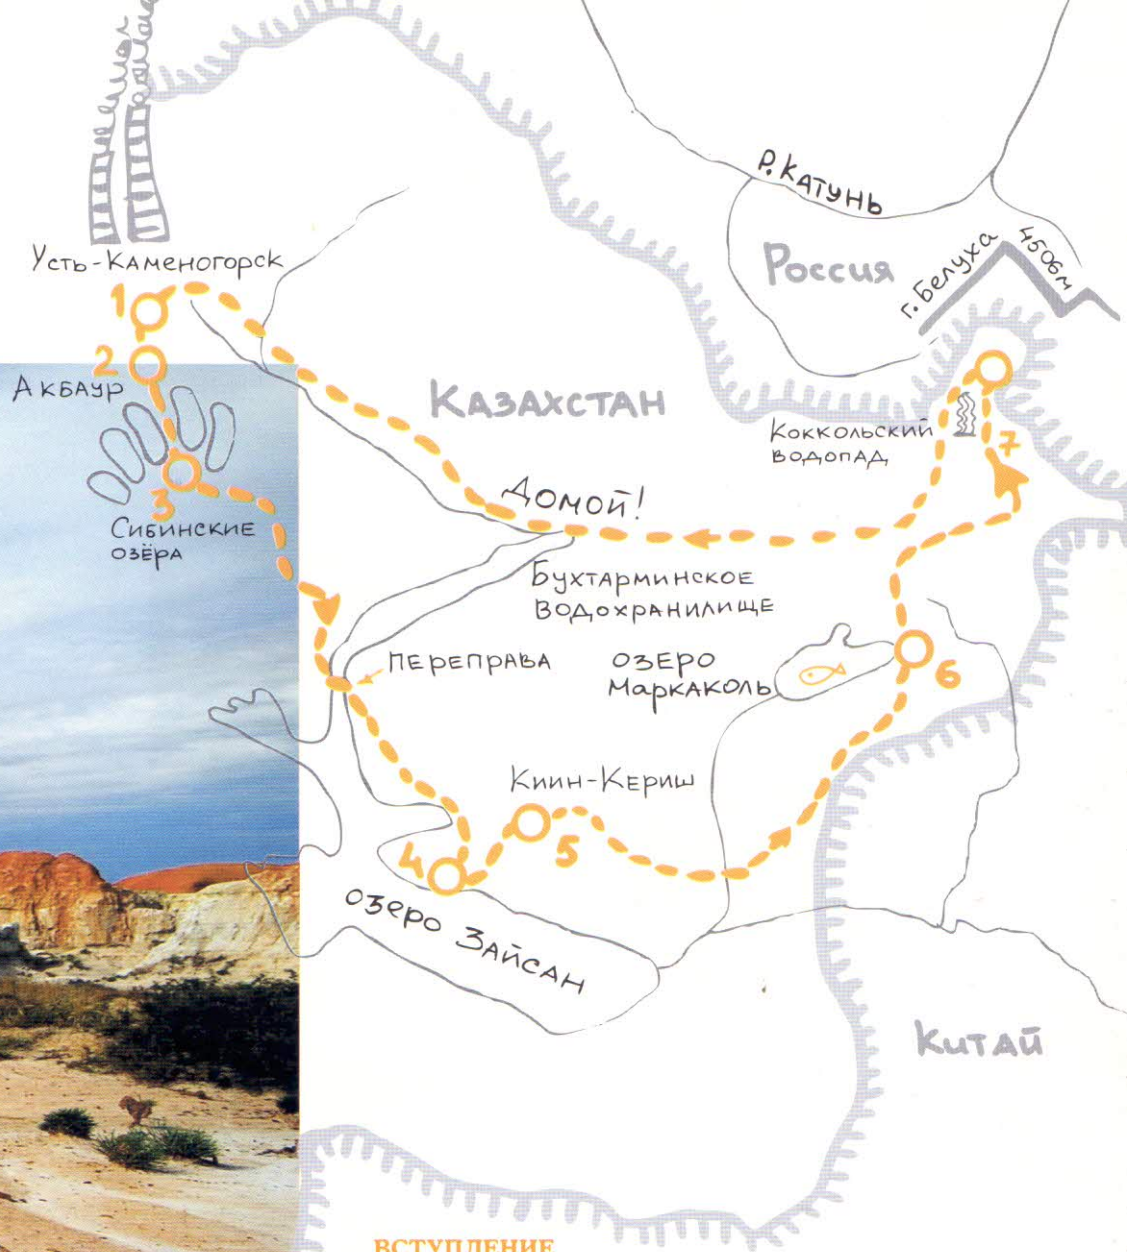 Р. КАТУНЬ
Россия
г. Белуха
4506м
Усть-Каменогорск
1
2
Акбаур
3
Сибинские
озёра
Казахстан
Коккольский
водопад
7
Домой!
Бухтарминское
водохранилище
переправа
озеро
Маркаколь
6
Киин-Кериш
5
4
озеро Зайсан
Китай
ВСТУПЛЕНИЕ